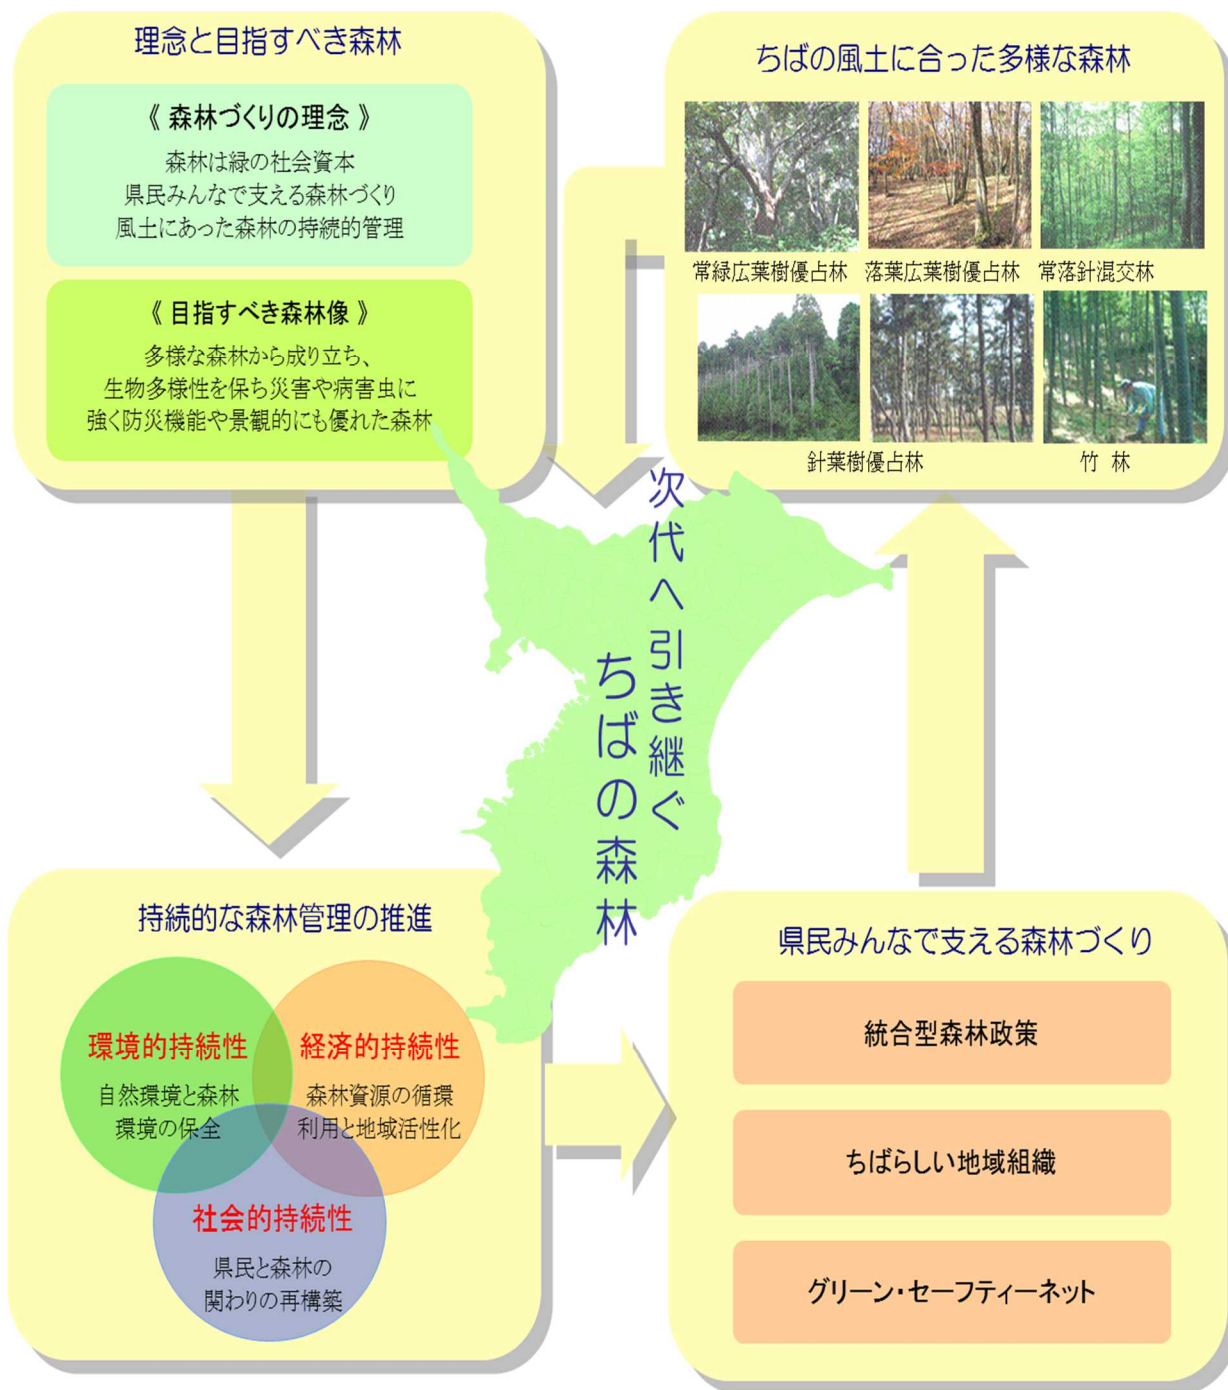 理念と目指すべき森林
《 森林づくりの理念 》
森林は緑の社会資本
県民みんなで支える森林づくり
風土にあった森林の持続的管理
《 目指すべき森林像 》
多様な森林から成り立ち、
生物多様性を保ち災害や病害虫に
強く防災機能や景観的にも優れた森林
ちばの風土に合った多様な森林
常緑広葉樹優占林
落葉広葉樹優占林
常落針混交林
針葉樹優占林
竹 林
次代へ引き継ぐ
ちばの森林
持続的な森林管理の推進
環境的持続性
自然環境と森林
環境の保全
経済的持続性
森林資源の循環
利用と地域活性化
社会的持続性
県民と森林の
関わりの再構築
県民みんなで支える森林づくり
統合型森林政策
ちばらしい地域組織
グリーン・セーフティーネット